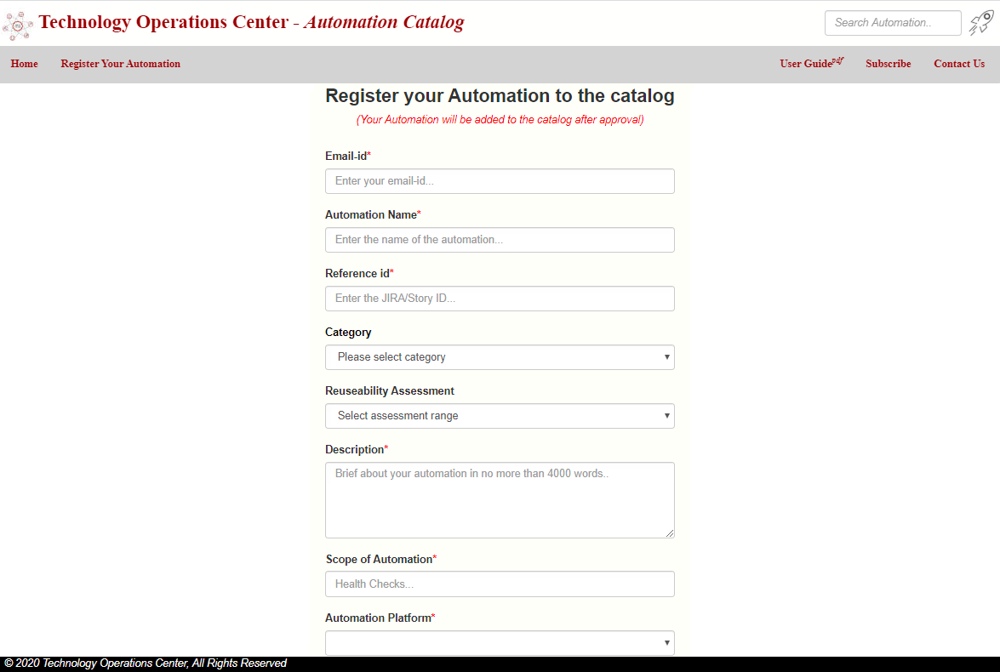 Technology Operations Center - Automation Catalog
Search Automation..
Home
Register Your Automation
User Guidepdf
Subscribe
Contact Us
Register your Automation to the catalog
(Your Automation will be added to the catalog after approval)
Email-id*
Enter your email-id...
Automation Name*
Enter the name of the automation...
Reference id*
Enter the JIRA/Story ID...
Category
Please select category
Reuseability Assessment
Select assessment range
Description*
Brief about your automation in no more than 4000 words..
Scope of Automation*
Health Checks...
Automation Platform*
© 2020 Technology Operations Center, All Rights Reserved